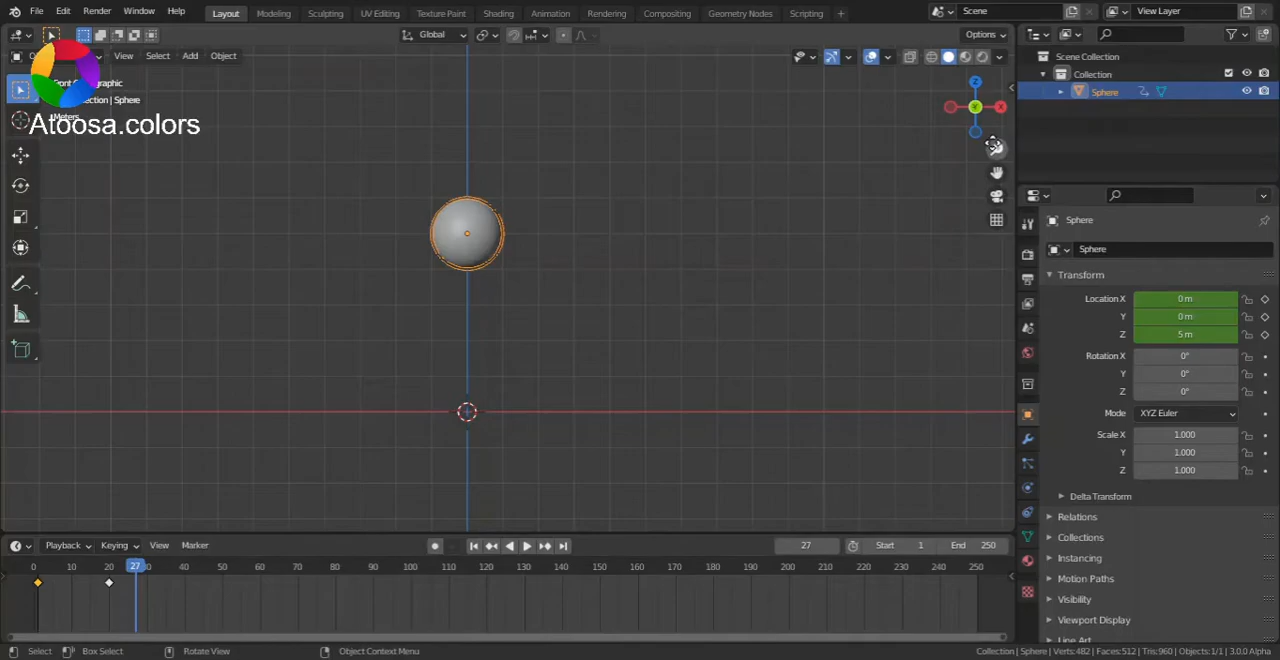 File Edit Render Window Help Layout Modeling Sculpting UV Editing Texture Paint Shading Animation Rendering Compositing Geometry Nodes Scripting + Scene View Layer
Global Options
View Select Add Object
Scene Collection
Collection
Sphere
Atoosa.colors
Sphere
Sphere
Transform
Location X 0 m
Y 0 m
Z 5 m
Rotation X 0°
Y 0°
Z 0°
Mode XYZ Euler
Scale X 1.000
Y 1.000
Z 1.000
Delta Transform
Relations
Collections
Instancing
Motion Paths
Visibility
Viewport Display
Line Art
Z
Y
X
Playback Keying View Marker 27 Start 1 End 250
0 10 20 27 40 50 60 70 80 90 100 110 120 130 140 150 160 170 180 190 200 210 220 230 240 250
Select Box Select Rotate View Object Context Menu Collection | Sphere | Verts:482 | Faces:512 | Tris:960 | Objects:1/1 | 3.0.0 Alpha